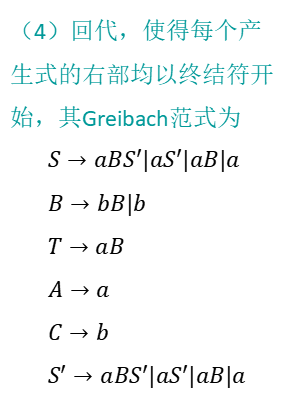 （4）回代，使得每个产
生式的右部均以终结符开
始，其Greibach范式为
S → aBS′|aS′|aB|a
B → bB|b
T → aB
A → a
C → b
S′ → aBS′|aS′|aB|a